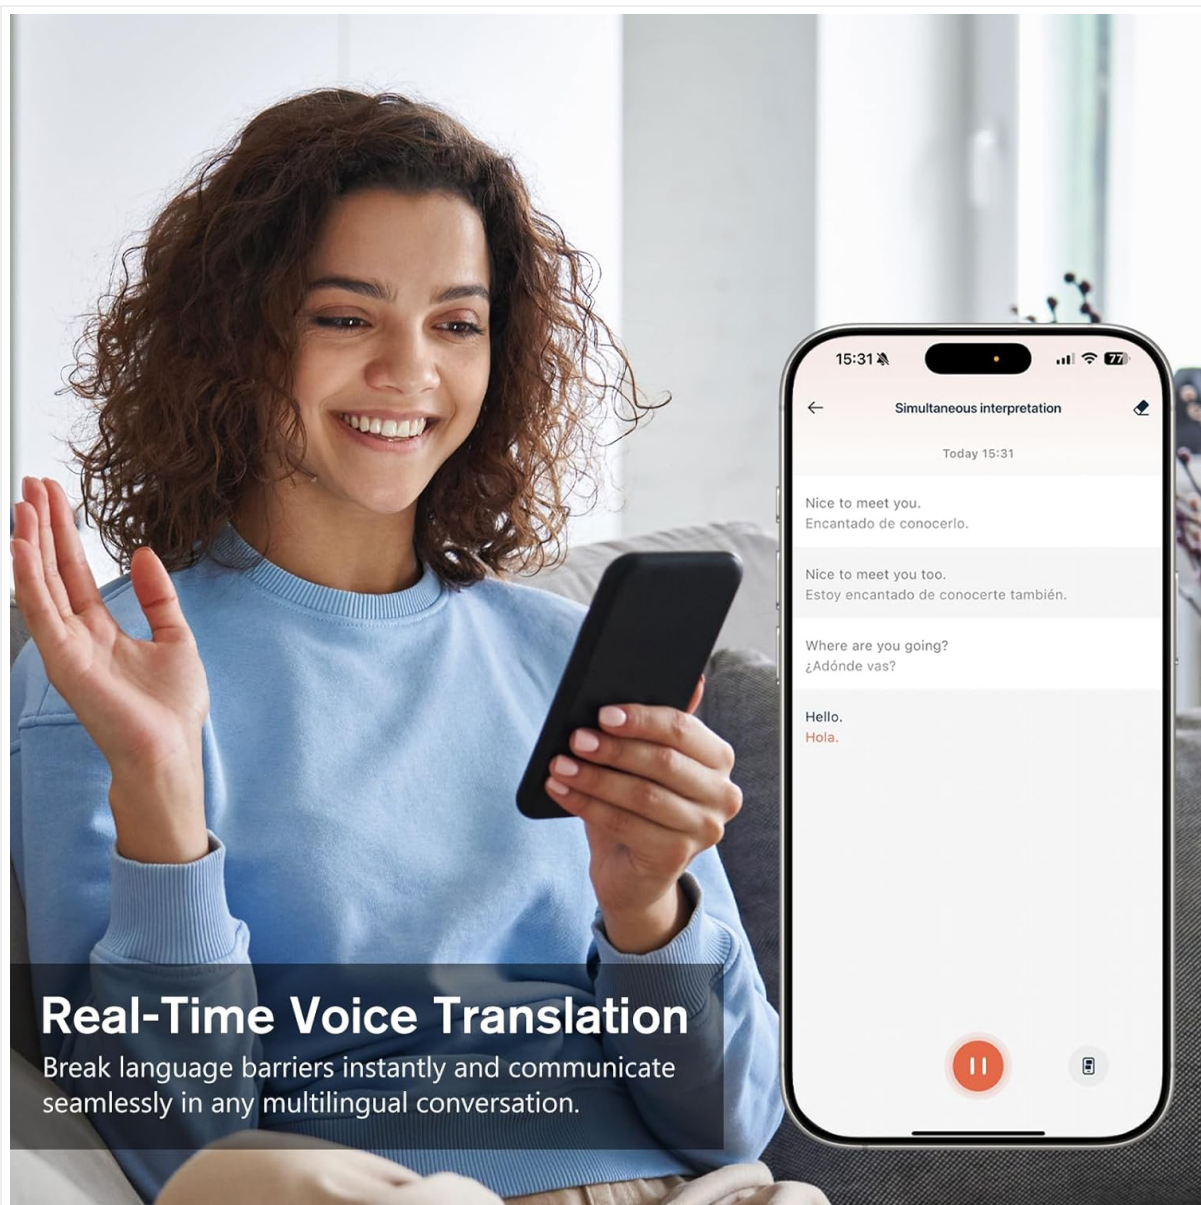 15:31
77
Simultaneous interpretation
Today 15:31
Nice to meet you.
Encantado de conocerlo.
Nice to meet you too.
Estoy encantado de conocerte también.
Where are you going?
¿Adónde vas?
Hello.
Hola.
Real-Time Voice Translation
Break language barriers instantly and communicate
seamlessly in any multilingual conversation.